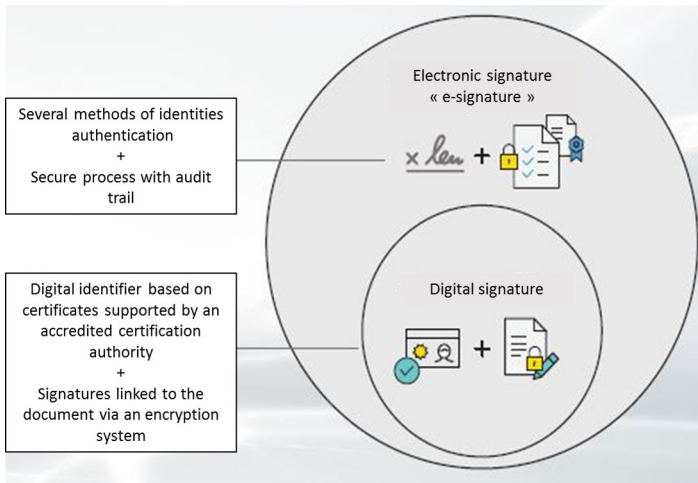 Electronic signature
« e-signature »
Several methods of identities
authentication
+
Secure process with audit
trail
+
Digital identifier based on
certificates supported by an
accredited certification
authority
+
Signatures linked to the
document via an encryption
system
Digital signature
+